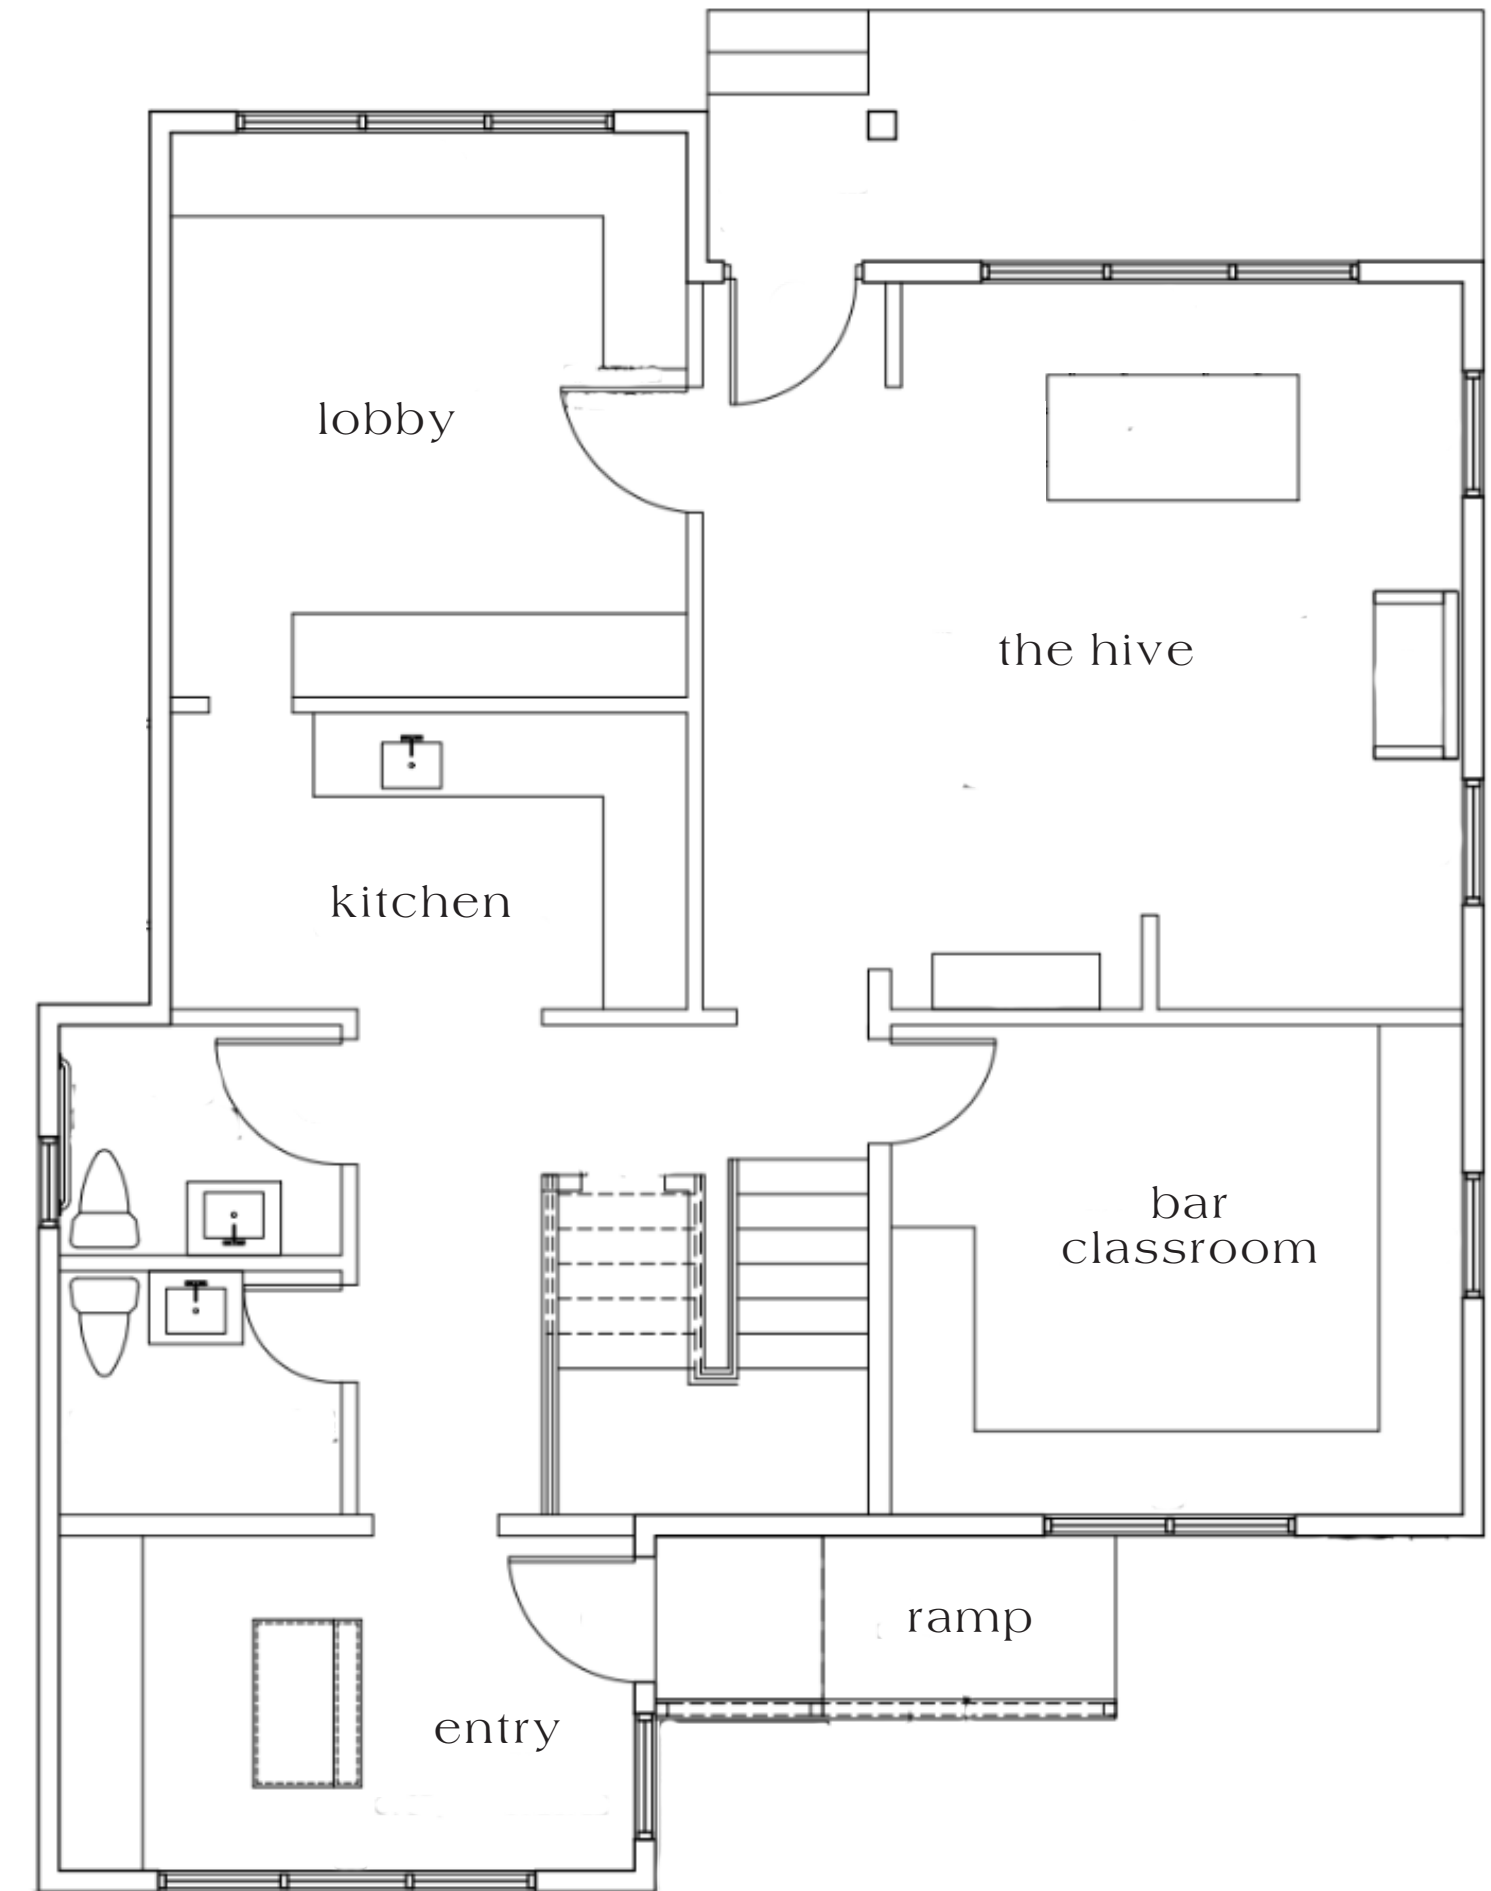 lobby
the hive
kitchen
bar
classroom
ramp
entry